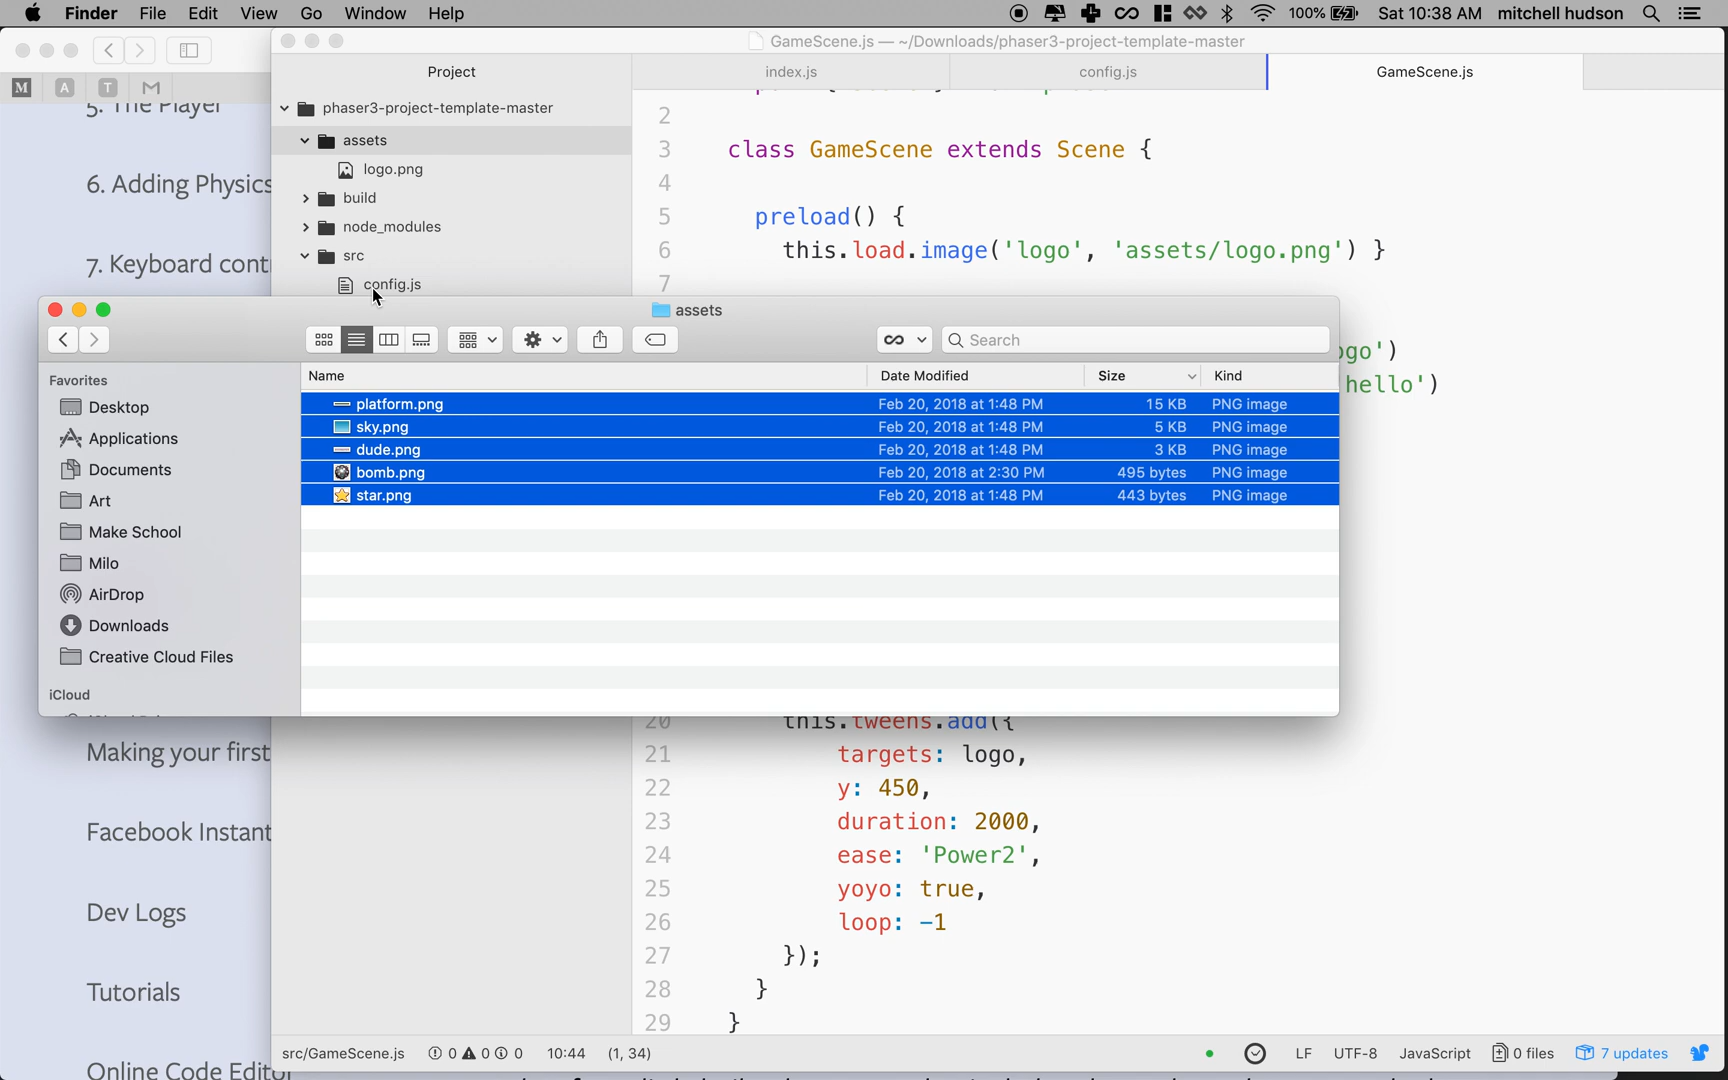 Finder File Edit View Go Window Help 100% Sat 10:38 AM mitchell hudson
GameScene.js — ~/Downloads/phaser3-project-template-master
M A T M
Project index.js config.js GameScene.js
5. The Player
6. Adding Physics
7. Keyboard cont
Making your first
Facebook Instant
Dev Logs
Tutorials
Online Code Editor
phaser3-project-template-master
assets
logo.png
build
node_modules
src
config.js
2
3 class GameScene extends Scene {
4
5 preload() {
6 this.load.image('logo', 'assets/logo.png') }
7
ogo')
hello')
assets
Search
Favorites
Desktop
Applications
Documents
Art
Make School
Milo
AirDrop
Downloads
Creative Cloud Files
iCloud
Name Date Modified Size Kind
platform.png Feb 20, 2018 at 1:48 PM 15 KB PNG image
sky.png Feb 20, 2018 at 1:48 PM 5 KB PNG image
dude.png Feb 20, 2018 at 1:48 PM 3 KB PNG image
bomb.png Feb 20, 2018 at 2:30 PM 495 bytes PNG image
star.png Feb 20, 2018 at 1:48 PM 443 bytes PNG image
20 this.tweens.add({
21 targets: logo,
22 y: 450,
23 duration: 2000,
24 ease: 'Power2',
25 yoyo: true,
26 loop: -1
27 });
28 }
29 }
src/GameScene.js 0 0 0 10:44 (1, 34) LF UTF-8 JavaScript 0 files 7 updates